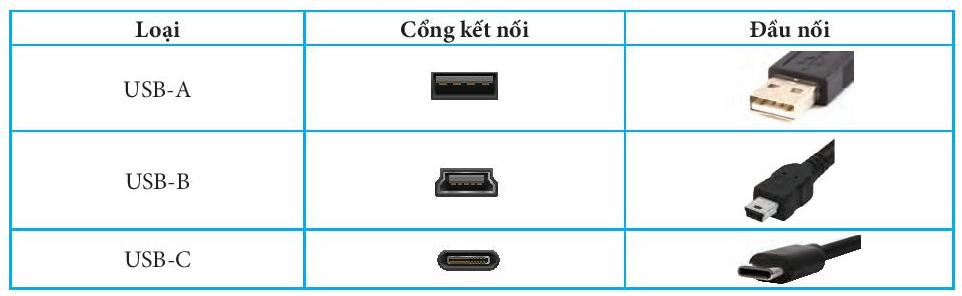 Loại Cổng kết nối Đầu nối
USB-A
USB-B
USB-C